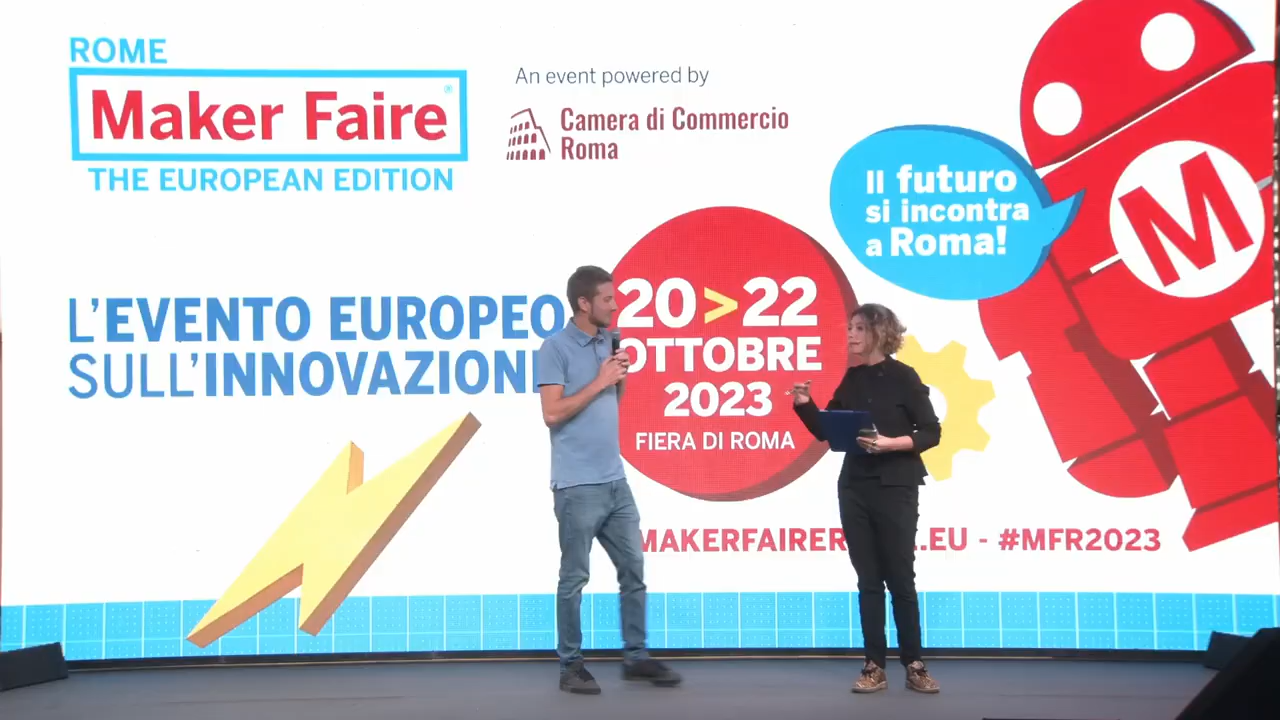 ROME
Maker Faire®
THE EUROPEAN EDITION
An event powered by
Camera di Commercio
Roma
Il futuro
si incontra
a Roma!
M
L'EVENTO EUROPEO
SULL'INNOVAZION
20>22
OTTOBRE
2023
FIERA DI ROMA
MAKERFAIRER .EU - #MFR2023